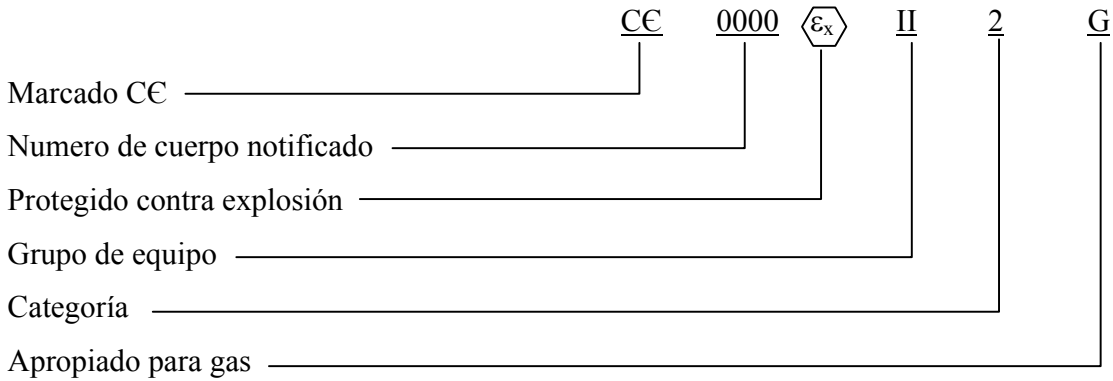 CЄ 0000 εx II 2 G
Marcado CЄ
Numero de cuerpo notificado
Protegido contra explosión
Grupo de equipo
Categoría
Apropiado para gas